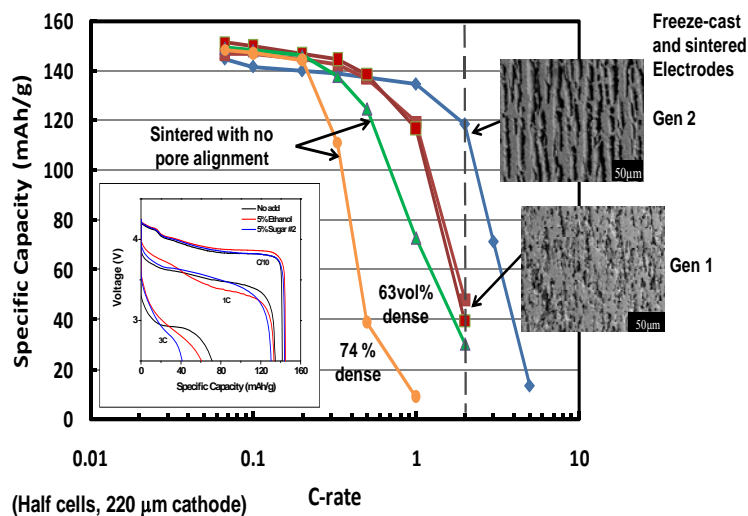 Freeze-cast
and sintered
Electrodes
Gen 2
50µm
Gen 1
50µm
Specific Capacity (mAh/g)
160
140
120
100
80
60
40
20
0
Sintered with no
pore alignment
63vol%
dense
74 %
dense
No add
5% Ethanol
5% Sugar #2
Voltage (V)
4
3
C/10
1C
3C
0 40 80 120 160
Specific Capacity (mAh/g)
0.01 0.1 1 10
C-rate
(Half cells, 220 µm cathode)